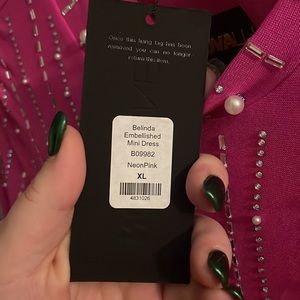 Once this hang tag has been
removed you can no longer
return this item.
Belinda
Embellished
Mini Dress
B09982
NeonPink
XL
4831026